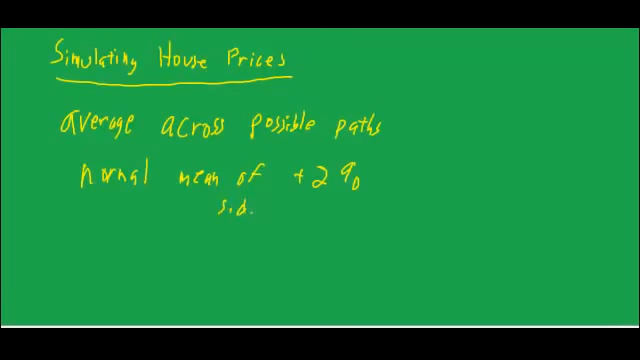 Simulating House Prices
average across possible paths
normal mean of +2%
s.d.